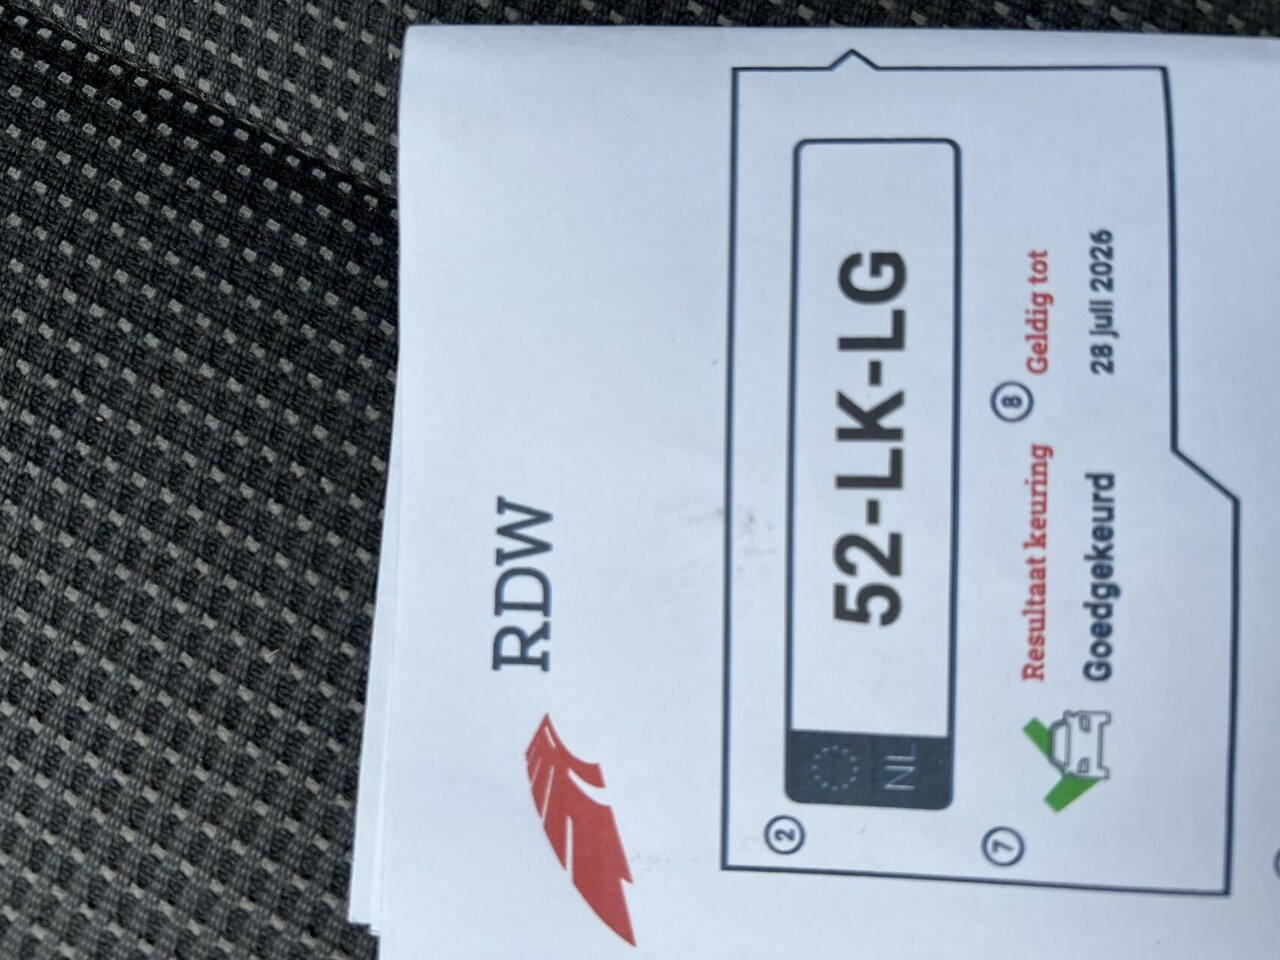 RDW
2
NL
52-LK-LG
7
Resultaat keuring
Goedgekeurd
8
Geldig tot
28 juli 2026